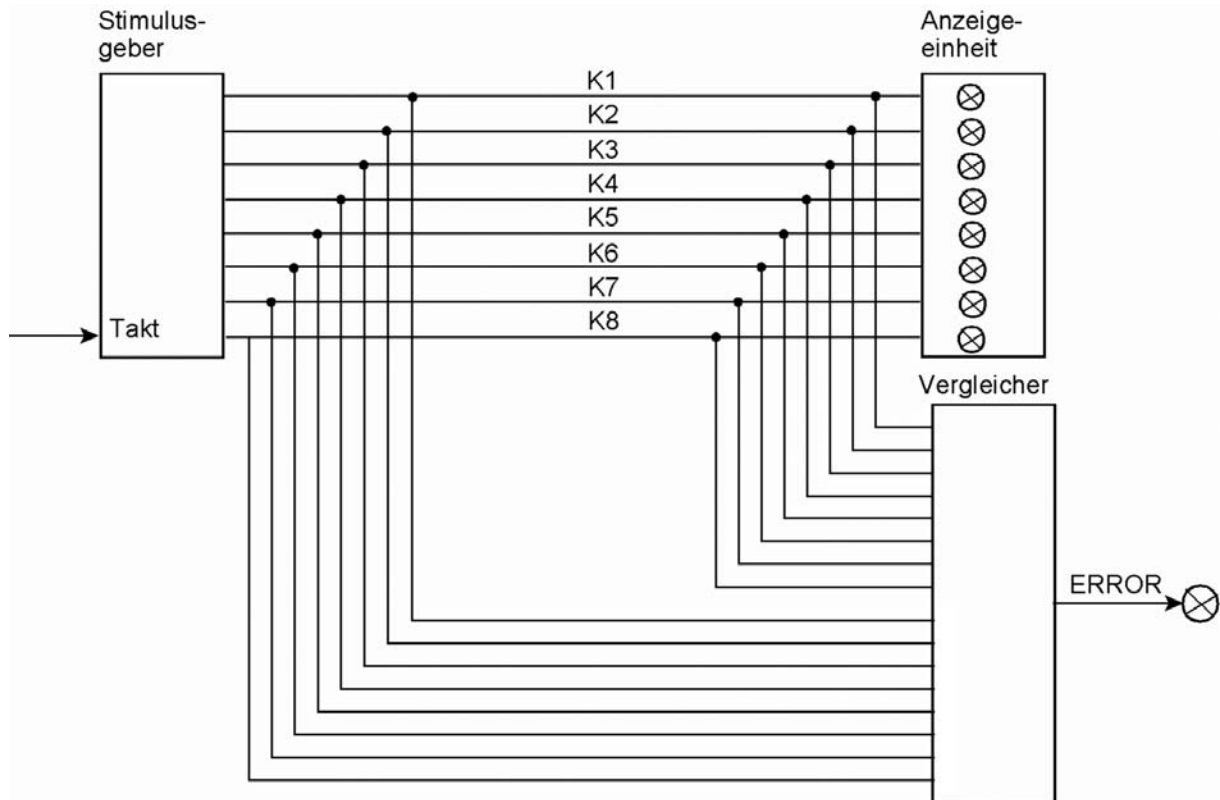 Stimulus-
geber
Anzeige-
einheit
K1
K2
K3
K4
K5
K6
K7
K8
Takt
Vergleicher
ERROR